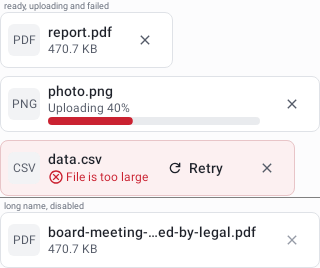 ready, uploading and failed
PDF
report.pdf
470.7 KB
PNG
photo.png
Uploading 40%
CSV
data.csv
File is too large
Retry
long name, disabled
PDF
board-meeting-…ed-by-legal.pdf
470.7 KB